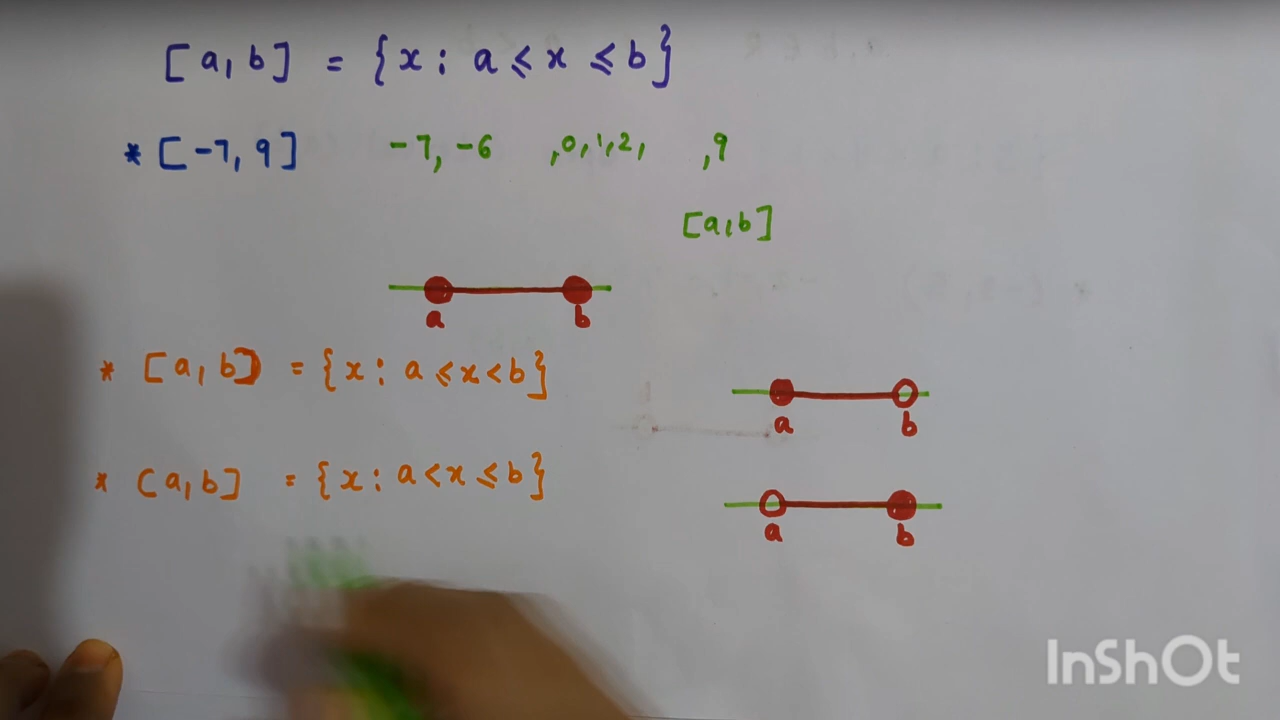 [a, b] = {x : a ≤ x ≤ b}
* [-7, 9] -7, -6 , 0, 1, 2, , 9
[a, b]
a b
* [a, b) = {x : a ≤ x < b}
a b
* (a, b] = {x : a < x ≤ b}
a b
InShOt